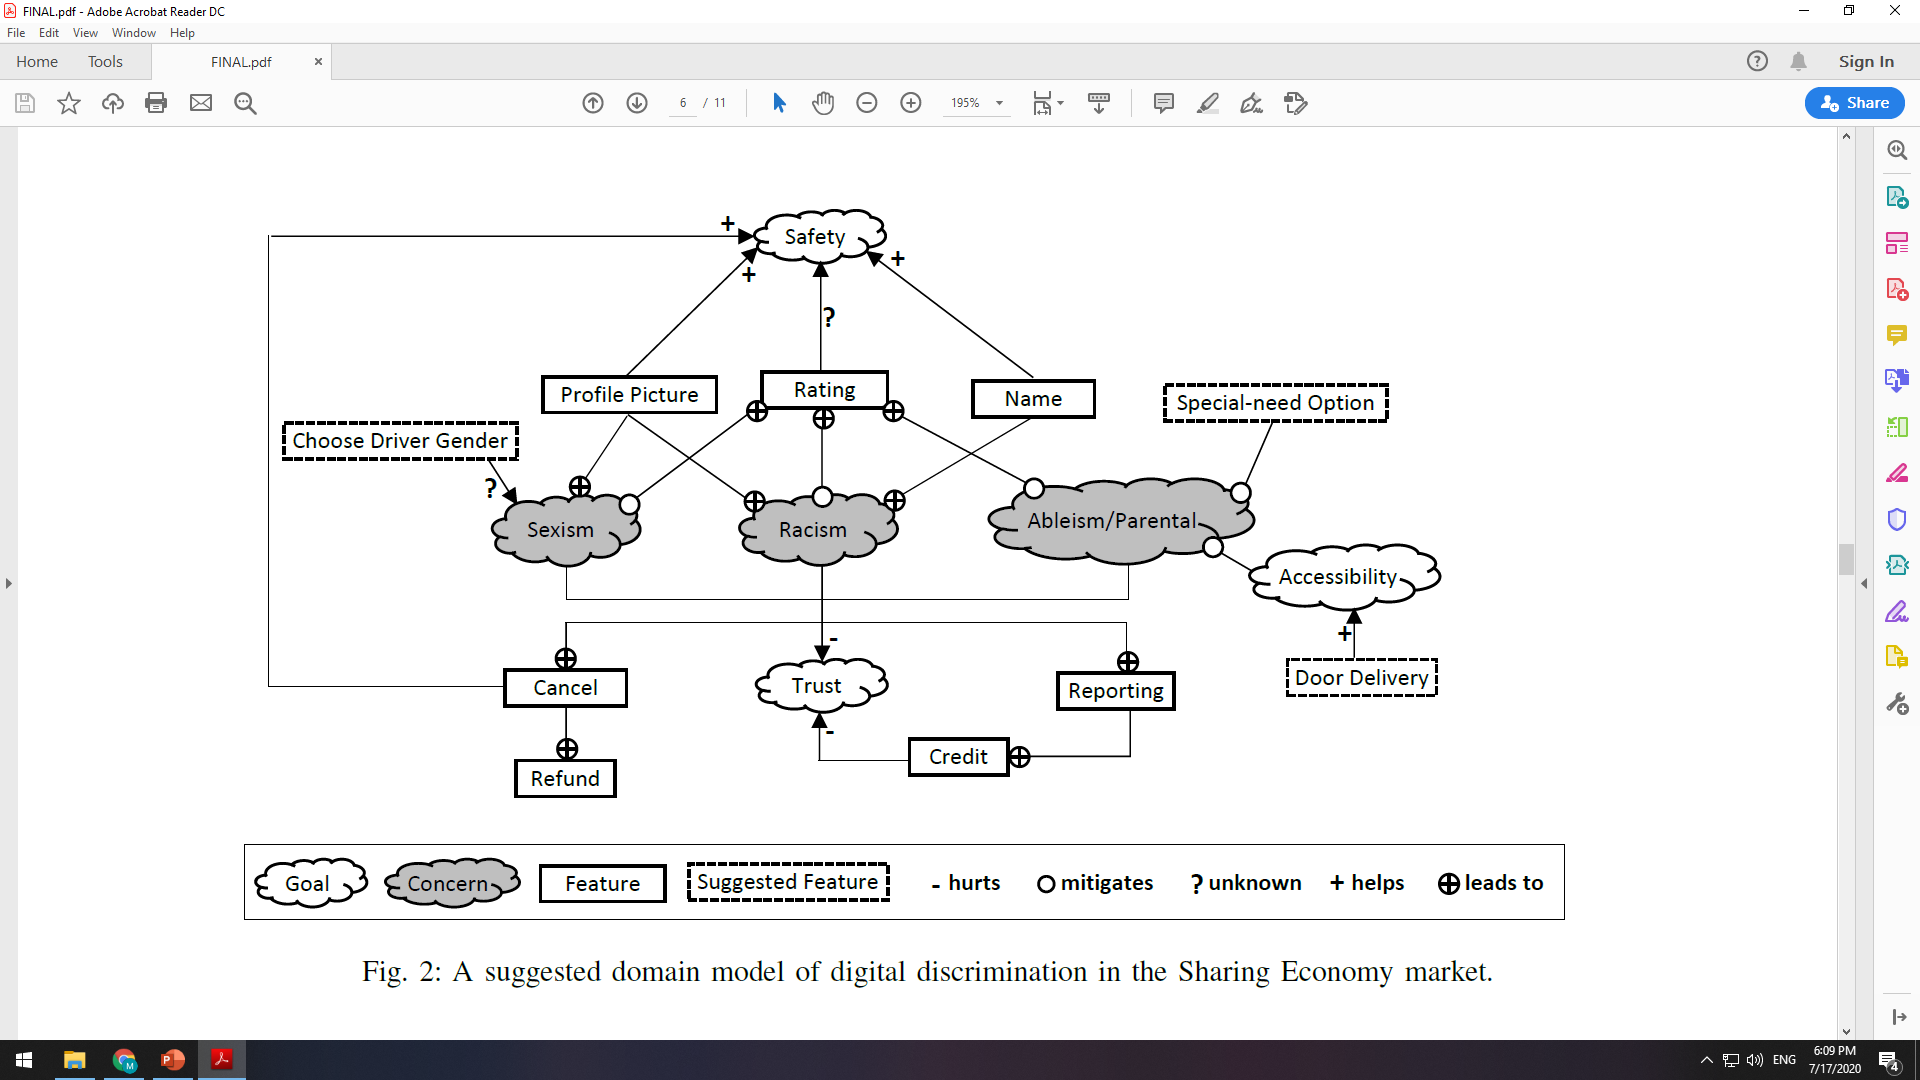 FINAL.pdf - Adobe Acrobat Reader DC
File Edit View Window Help
Home Tools FINAL.pdf × ? Sign In
6 / 11 195% Share
Safety
+
+
+
?
Profile Picture
Rating
Name
Special-need Option
Choose Driver Gender
?
Sexism
Racism
Ableism/Parental
Accessibility
+
-
Cancel
Trust
Reporting
Door Delivery
-
Credit
Refund
Goal Concern Feature Suggested Feature - hurts mitigates ? unknown + helps leads to
Fig. 2: A suggested domain model of digital discrimination in the Sharing Economy market.
ENG 6:09 PM
7/17/2020
4